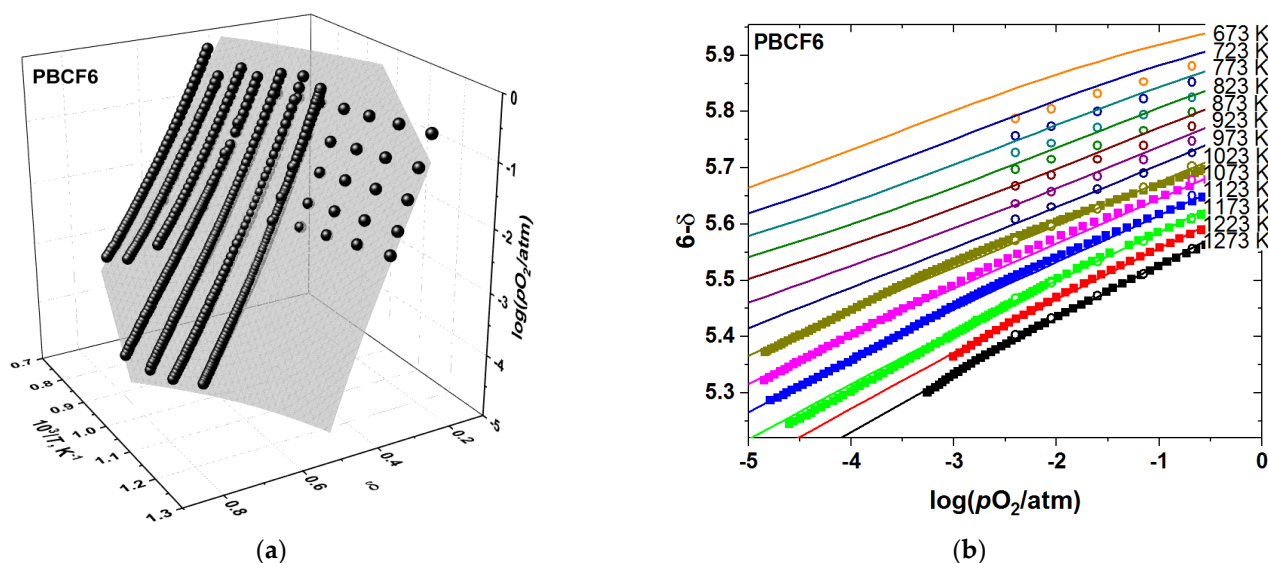 PBCF6
0
-1
-2
-3
-4
-5
log(pO₂/atm)
0.7
0.8
0.9
1.0
1.1
1.2
1.3
10³/T, K⁻¹
0.8
0.6
0.4
0.2
δ
(a)
PBCF6
5.9
5.8
5.7
5.6
5.5
5.4
5.3
6-δ
-5
-4
-3
-2
-1
0
log(pO₂/atm)
673 K
723 K
773 K
823 K
873 K
923 K
973 K
1023 K
1073 K
1123 K
1173 K
1223 K
1273 K
(b)